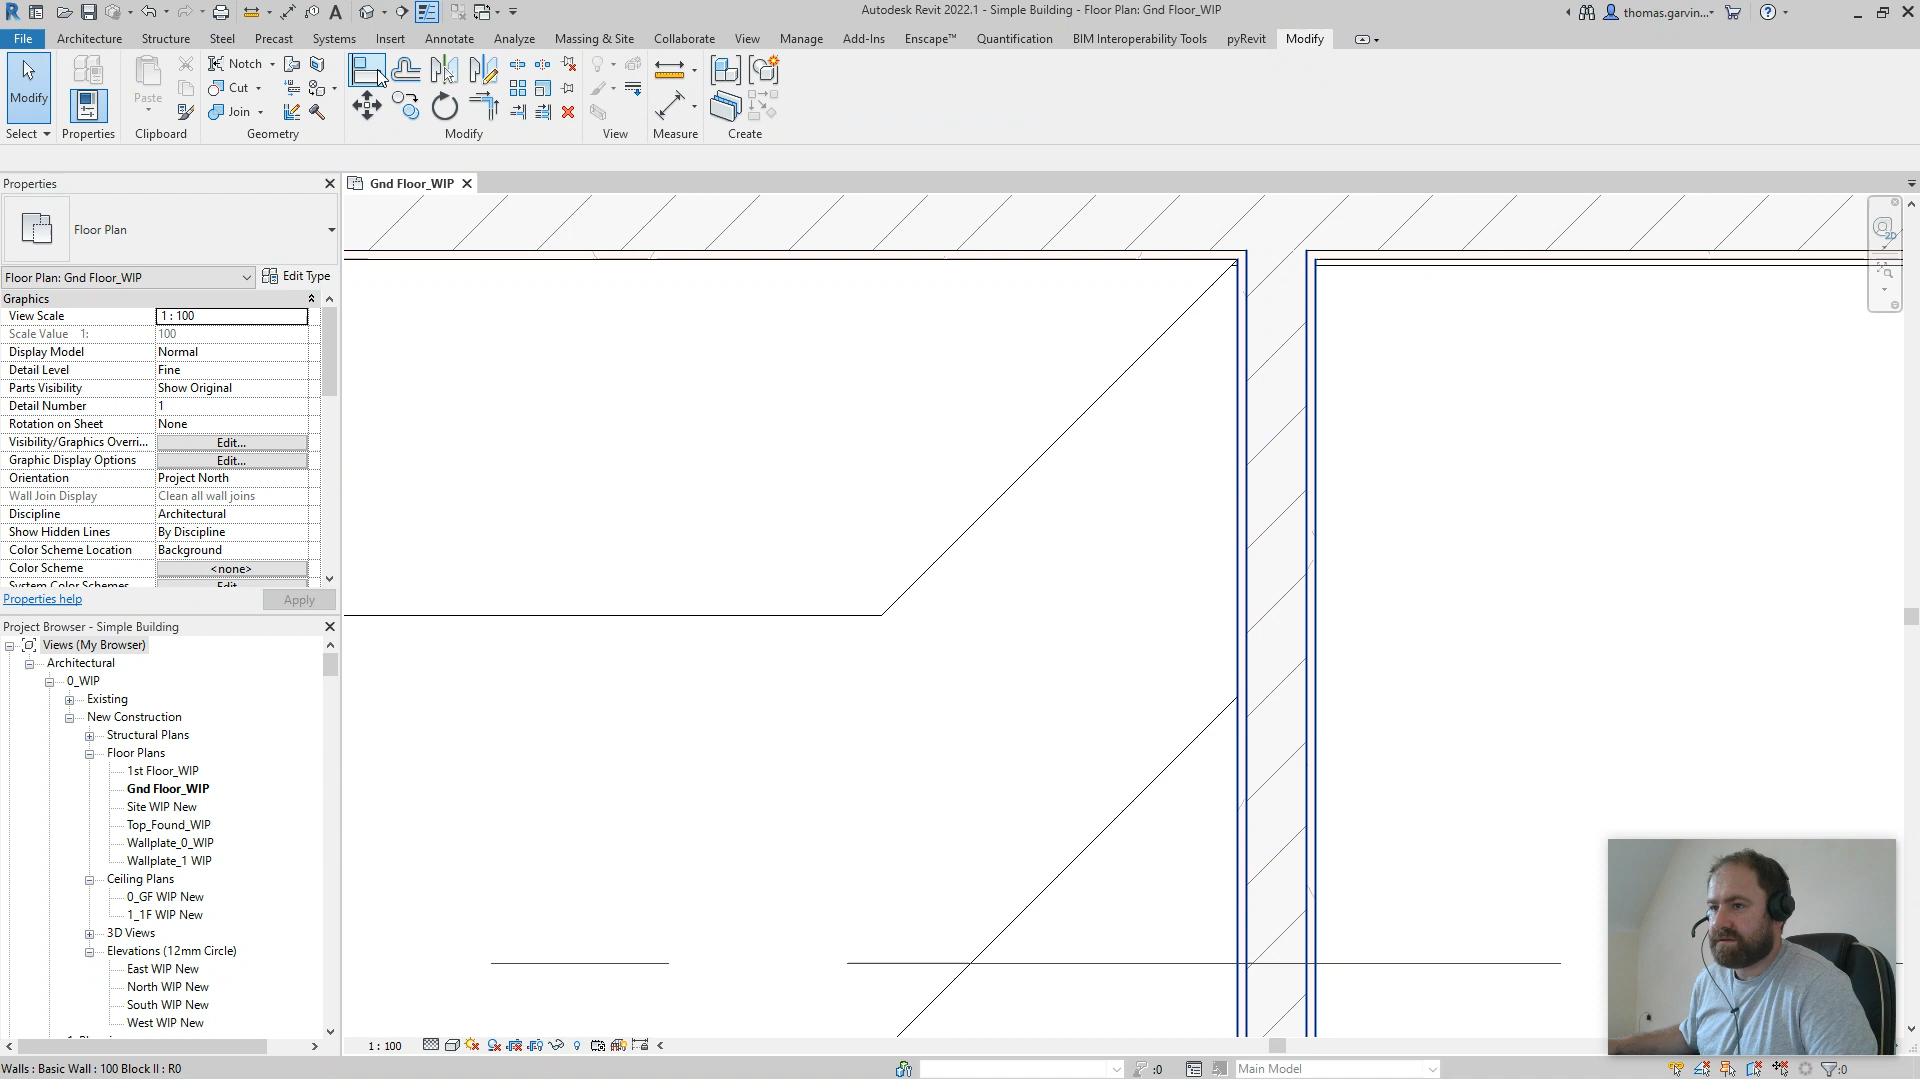 Autodesk Revit 2022.1 - Simple Building - Floor Plan: Gnd Floor_WIP
thomas.garvin...
File Architecture Structure Steel Precast Systems Insert Annotate Analyze Massing & Site Collaborate View Manage Add-Ins Enscape™ Quantification BIM Interoperability Tools pyRevit Modify
Modify
Paste
Notch
Cut
Join
Select Properties Clipboard Geometry Modify View Measure Create
Properties
Gnd Floor_WIP
Floor Plan
Floor Plan: Gnd Floor_WIP
Edit Type
Graphics
View Scale 1 : 100
Scale Value 1: 100
Display Model Normal
Detail Level Fine
Parts Visibility Show Original
Detail Number 1
Rotation on Sheet None
Visibility/Graphics Overri... Edit...
Graphic Display Options Edit...
Orientation Project North
Wall Join Display Clean all wall joins
Discipline Architectural
Show Hidden Lines By Discipline
Color Scheme Location Background
Color Scheme <none>
System Color Schemes Edit...
Properties help
Apply
Project Browser - Simple Building
Views (My Browser)
Architectural
0_WIP
Existing
New Construction
Structural Plans
Floor Plans
1st Floor_WIP
Gnd Floor_WIP
Site WIP New
Top_Found_WIP
Wallplate_0_WIP
Wallplate_1 WIP
Ceiling Plans
0_GF WIP New
1_1F WIP New
3D Views
Elevations (12mm Circle)
East WIP New
North WIP New
South WIP New
West WIP New
2D
1 : 100
Walls : Basic Wall : 100 Block II : R0
:0
Main Model
:0